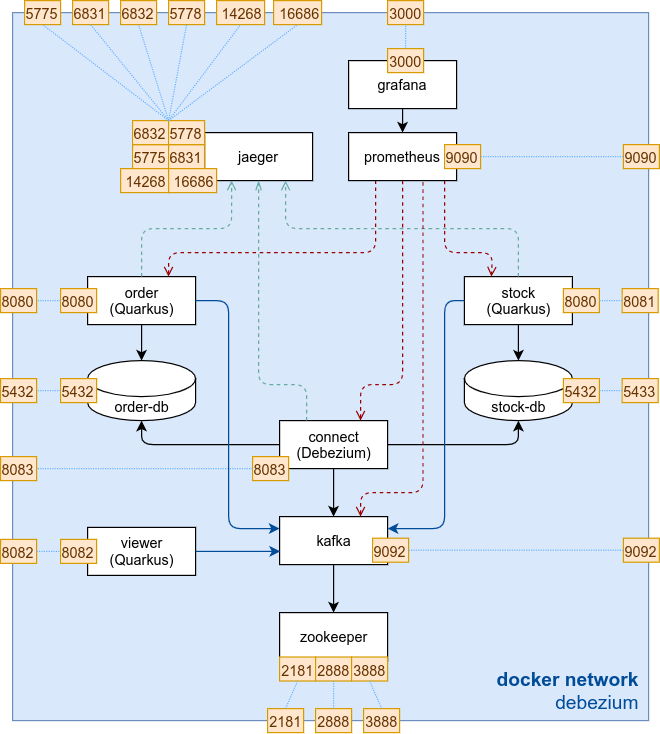 5775 6831 6832 5778 14268 16686 3000
3000
grafana
6832 5778
5775 6831
14268 16686
jaeger
prometheus 9090 9090
order
(Quarkus)
8080 8080
stock
(Quarkus)
8080 8081
5432 5432
order-db
5432 5433
stock-db
connect
(Debezium)
8083 8083
viewer
(Quarkus)
8082 8082
kafka
9092 9092
zookeeper
2181 2888 3888
2181 2888 3888
docker network
debezium